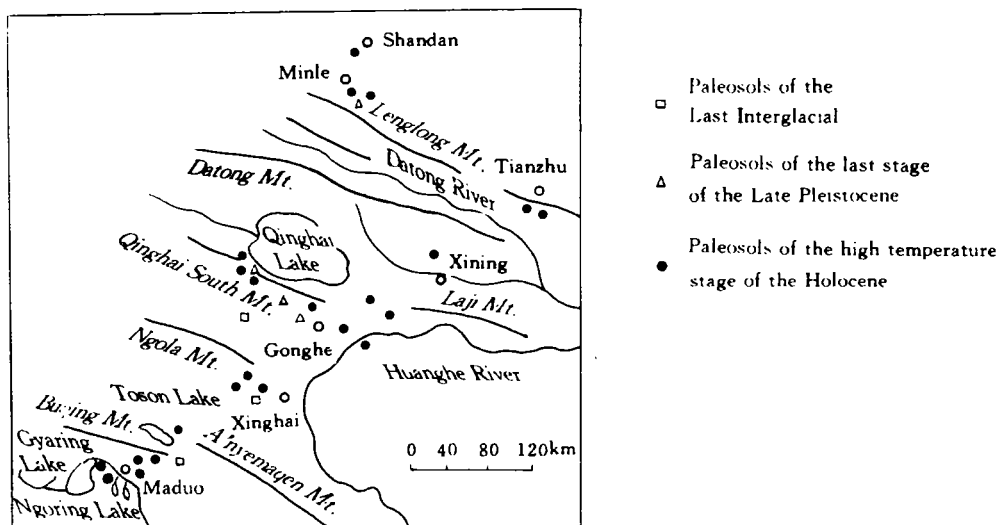 Shandan
Minle
Lenglong Mt.
Tianzhu
Datong River
Datong Mt.
Qinghai
Lake
Xining
Qinghai South Mt.
Laji Mt.
Gonghe
Ngola Mt.
Huanghe River
Toson Lake
Xinghai
A'nyemaqen Mt.
Gyaring
Lake
Maduo
Ngoring Lake
0 40 80 120km
Paleosols of the
Last Interglacial
Paleosols of the last stage
of the Late Pleistocene
Paleosols of the high temperature
stage of the Holocene